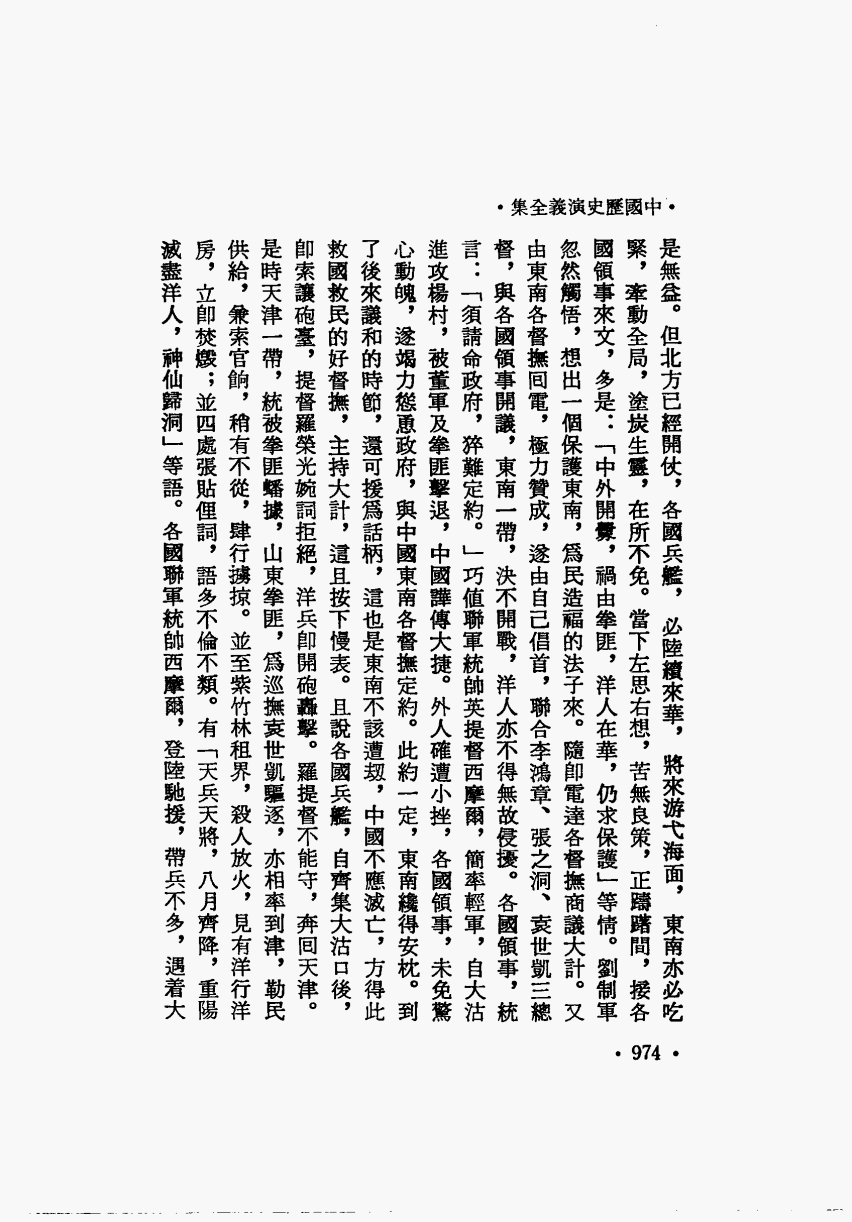 •中國歷史演義全集•
是無益。但北方已經開仗，各國兵艦，必陸續來華，將來游弋海面，東南亦必吃
緊，牽動全局，塗炭生靈，在所不免。當下左思右想，苦無良策，正躊躇間，接各
國領事來文，多是：「中外開釁，禍由拳匪，洋人在華，仍求保護」等情。劉制軍
忽然觸悟，想出一個保護東南，爲民造福的法子來。隨即電達各督撫商議大計。又
由東南各督撫回電，極力贊成，遂由自己倡首，聯合李鴻章、張之洞、袁世凱三總
督，與各國領事開議，東南一帶，決不開戰，洋人亦不得無故侵擾。各國領事，統
言：「須請命政府，猝難定約。」巧值聯軍統帥英提督西摩爾，簡率輕軍，自大沽
進攻楊村，被董軍及拳匪擊退，中國譁傳大捷。外人確遭小挫，各國領事，未免驚
心動魄，遂竭力慫恿政府，與中國東南各督撫定約。此約一定，東南纔得安枕。到
了後來議和的時節，還可援爲話柄，這也是東南不該遭刧，中國不應滅亡，方得此
救國救民的好督撫，主持大計，這且按下慢表。且說各國兵艦，自齊集大沽口後，
卽索讓砲臺，提督羅榮光婉詞拒絕，洋兵卽開砲轟擊。羅提督不能守，奔回天津。
是時天津一帶，統被拳匪蟠據，山東拳匪，爲巡撫袁世凱驅逐，亦相率到津，勒民
供給，兼索官餉，稍有不從，肆行擄掠。並至紫竹林租界，殺人放火，見有洋行洋
房，立卽焚燬；並四處張貼俚詞，語多不倫不類。有「天兵天將，八月齊降，重陽
滅盡洋人，神仙歸洞」等語。各國聯軍統帥西摩爾，登陸馳援，帶兵不多，遇着大
•974•